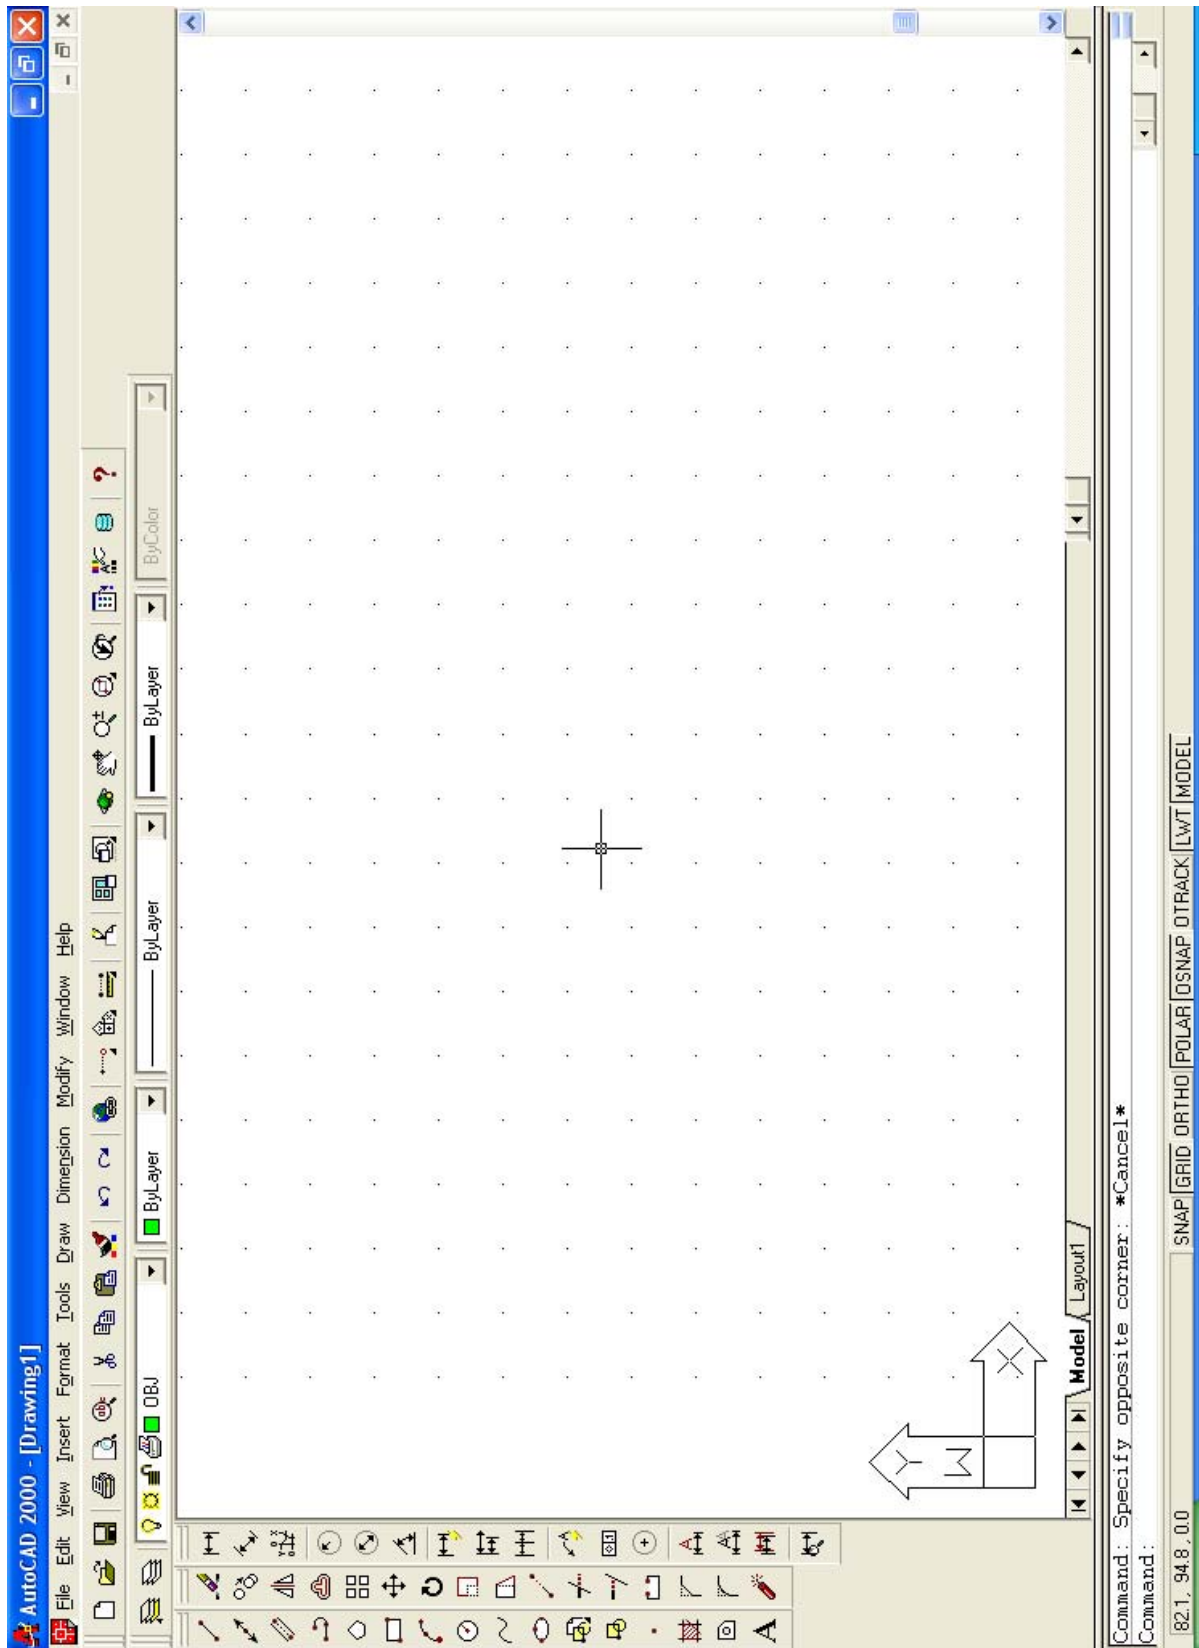 AutoCAD 2000 - [Drawing1]
File Edit View Insert Format Tools Draw Dimension Modify Window Help
OBJ ByLayer ByLayer ByLayer ByColor
Y
W
X
Model Layout1
Command: Specify opposite corner: *Cancel*
Command:
82.1, 94.8, 0.0 SNAP GRID ORTHO POLAR OSNAP OTRACK LWT MODEL